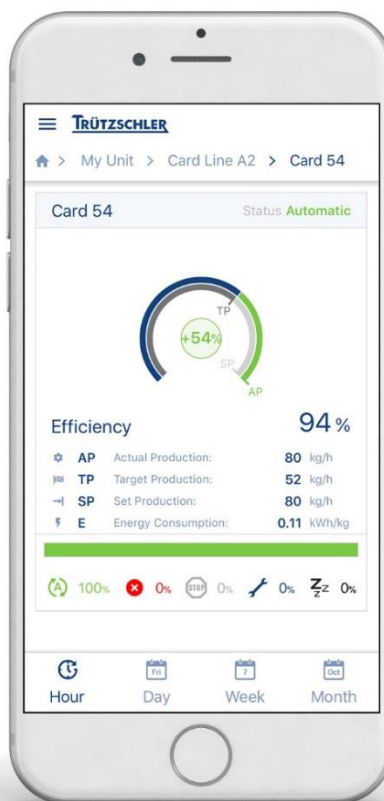 TRÜTZSCHLER
> My Unit > Card Line A2 > Card 54
Card 54 Status Automatic
TP
+54%
SP
AP
Efficiency 94 %
AP Actual Production: 80 kg/h
TP Target Production: 52 kg/h
SP Set Production: 80 kg/h
E Energy Consumption: 0.11 kWh/kg
A 100% 0% STOP 0% 0% Zzz 0%
Fri 7 Oct
Hour Day Week Month